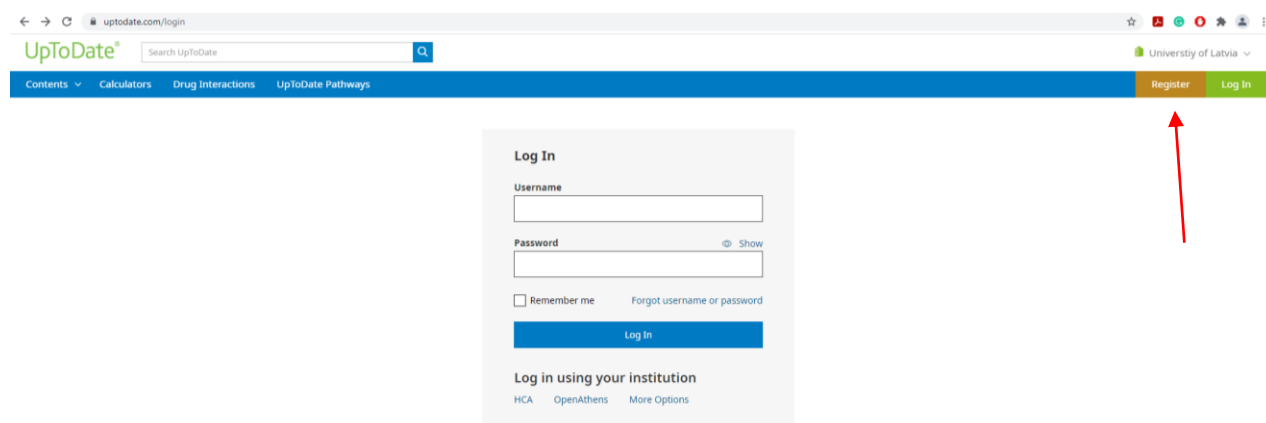 uptodate.com/login
UpToDate®
Search UpToDate
Universtiy of Latvia
Contents Calculators Drug Interactions UpToDate Pathways Register Log In
Log In
Username
Password Show
Remember me Forgot username or password
Log In
Log in using your institution
HCA OpenAthens More Options